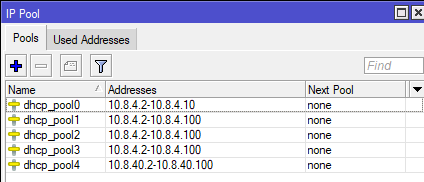 IP Pool
Pools Used Addresses
Find
Name Addresses Next Pool
dhcp_pool0 10.8.4.2-10.8.4.10 none
dhcp_pool1 10.8.4.2-10.8.4.100 none
dhcp_pool2 10.8.4.2-10.8.4.100 none
dhcp_pool3 10.8.4.2-10.8.4.100 none
dhcp_pool4 10.8.40.2-10.8.40.100 none